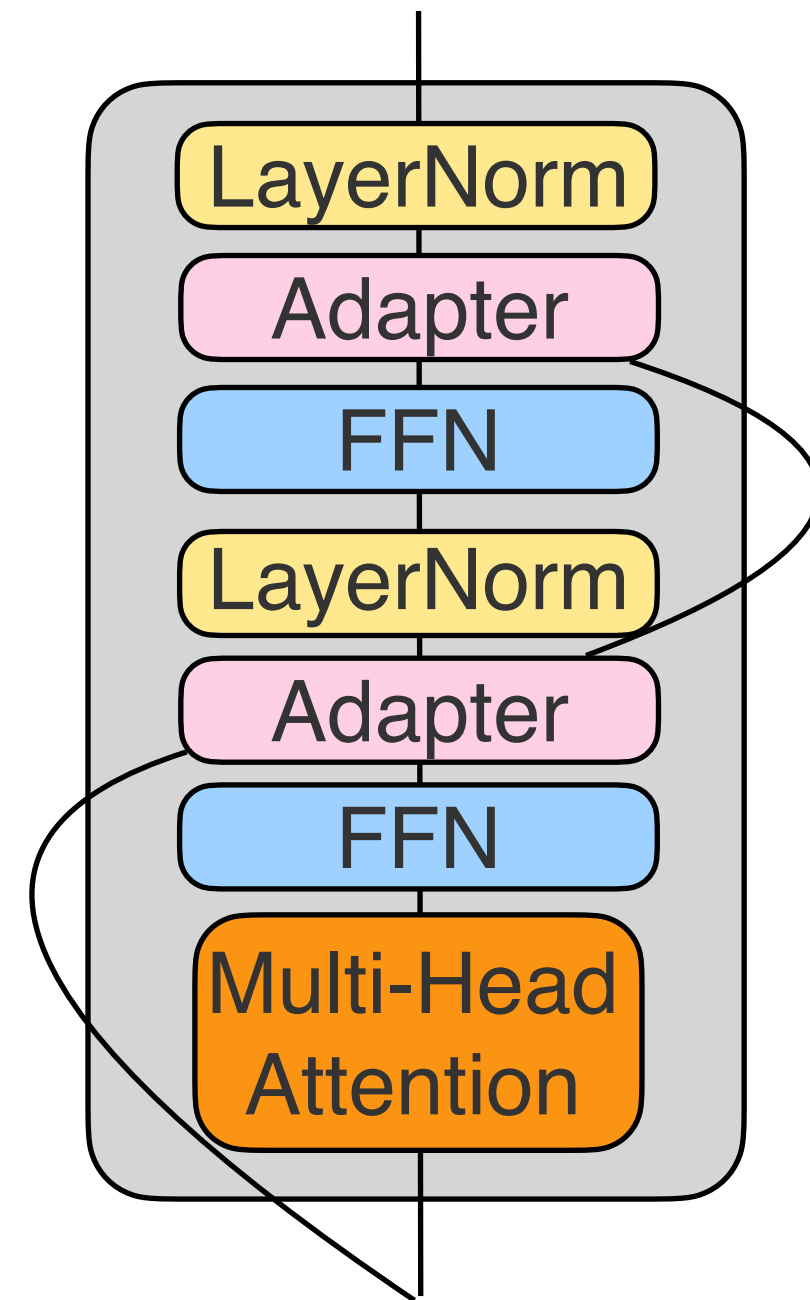 LayerNorm
Adapter
FFN
LayerNorm
Adapter
FFN
Multi-Head
Attention